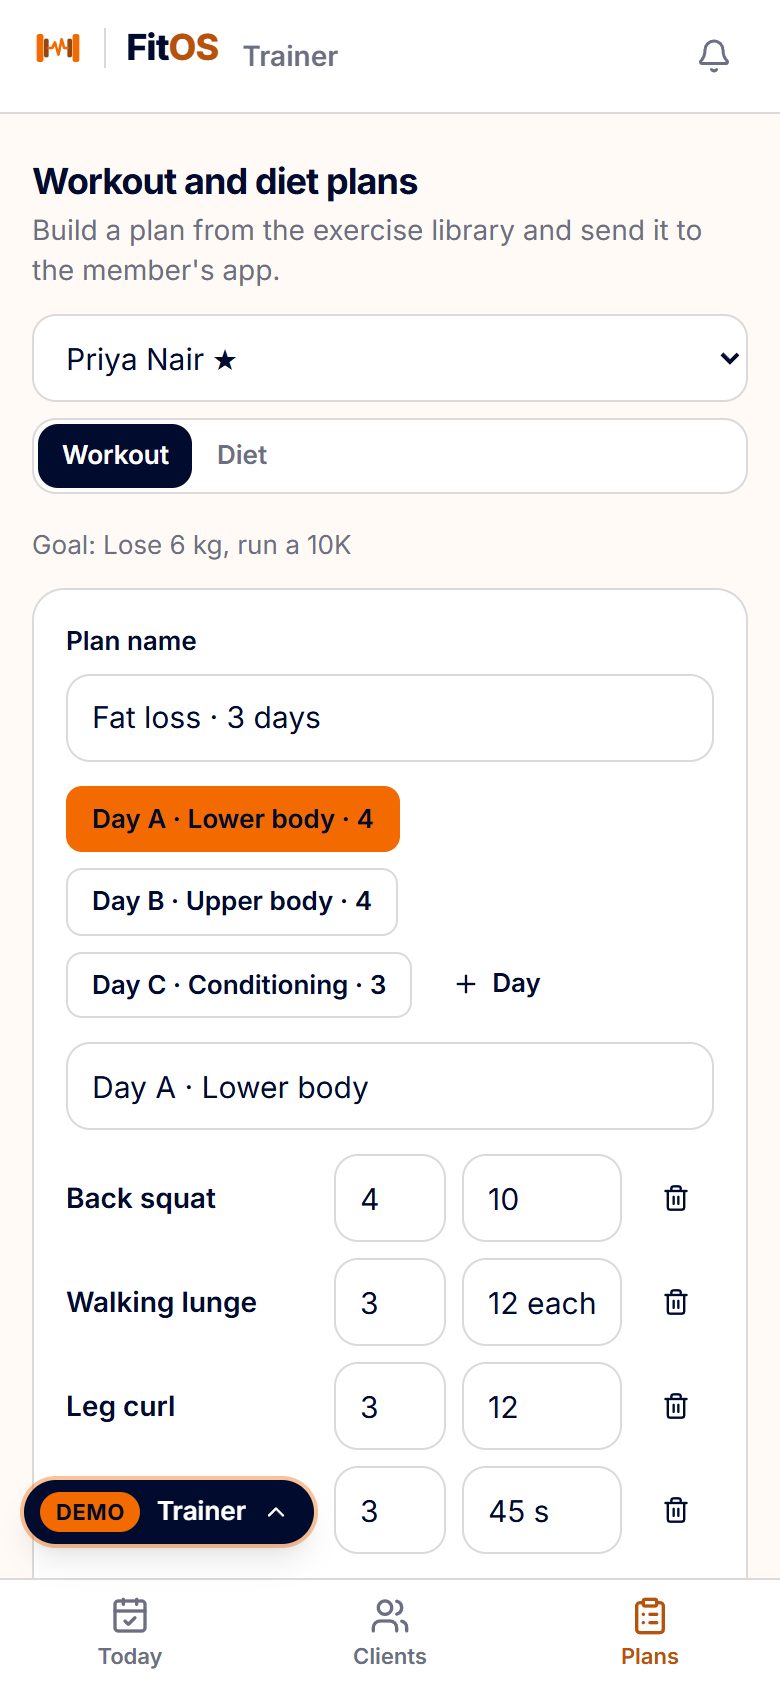 FitOS Trainer
Workout and diet plans
Build a plan from the exercise library and send it to
the member's app.
Priya Nair ★
Workout Diet
Goal: Lose 6 kg, run a 10K
Plan name
Fat loss · 3 days
Day A · Lower body · 4
Day B · Upper body · 4
Day C · Conditioning · 3 + Day
Day A · Lower body
Back squat 4 10
Walking lunge 3 12 each
Leg curl 3 12
DEMO Trainer 3 45 s
Today Clients Plans